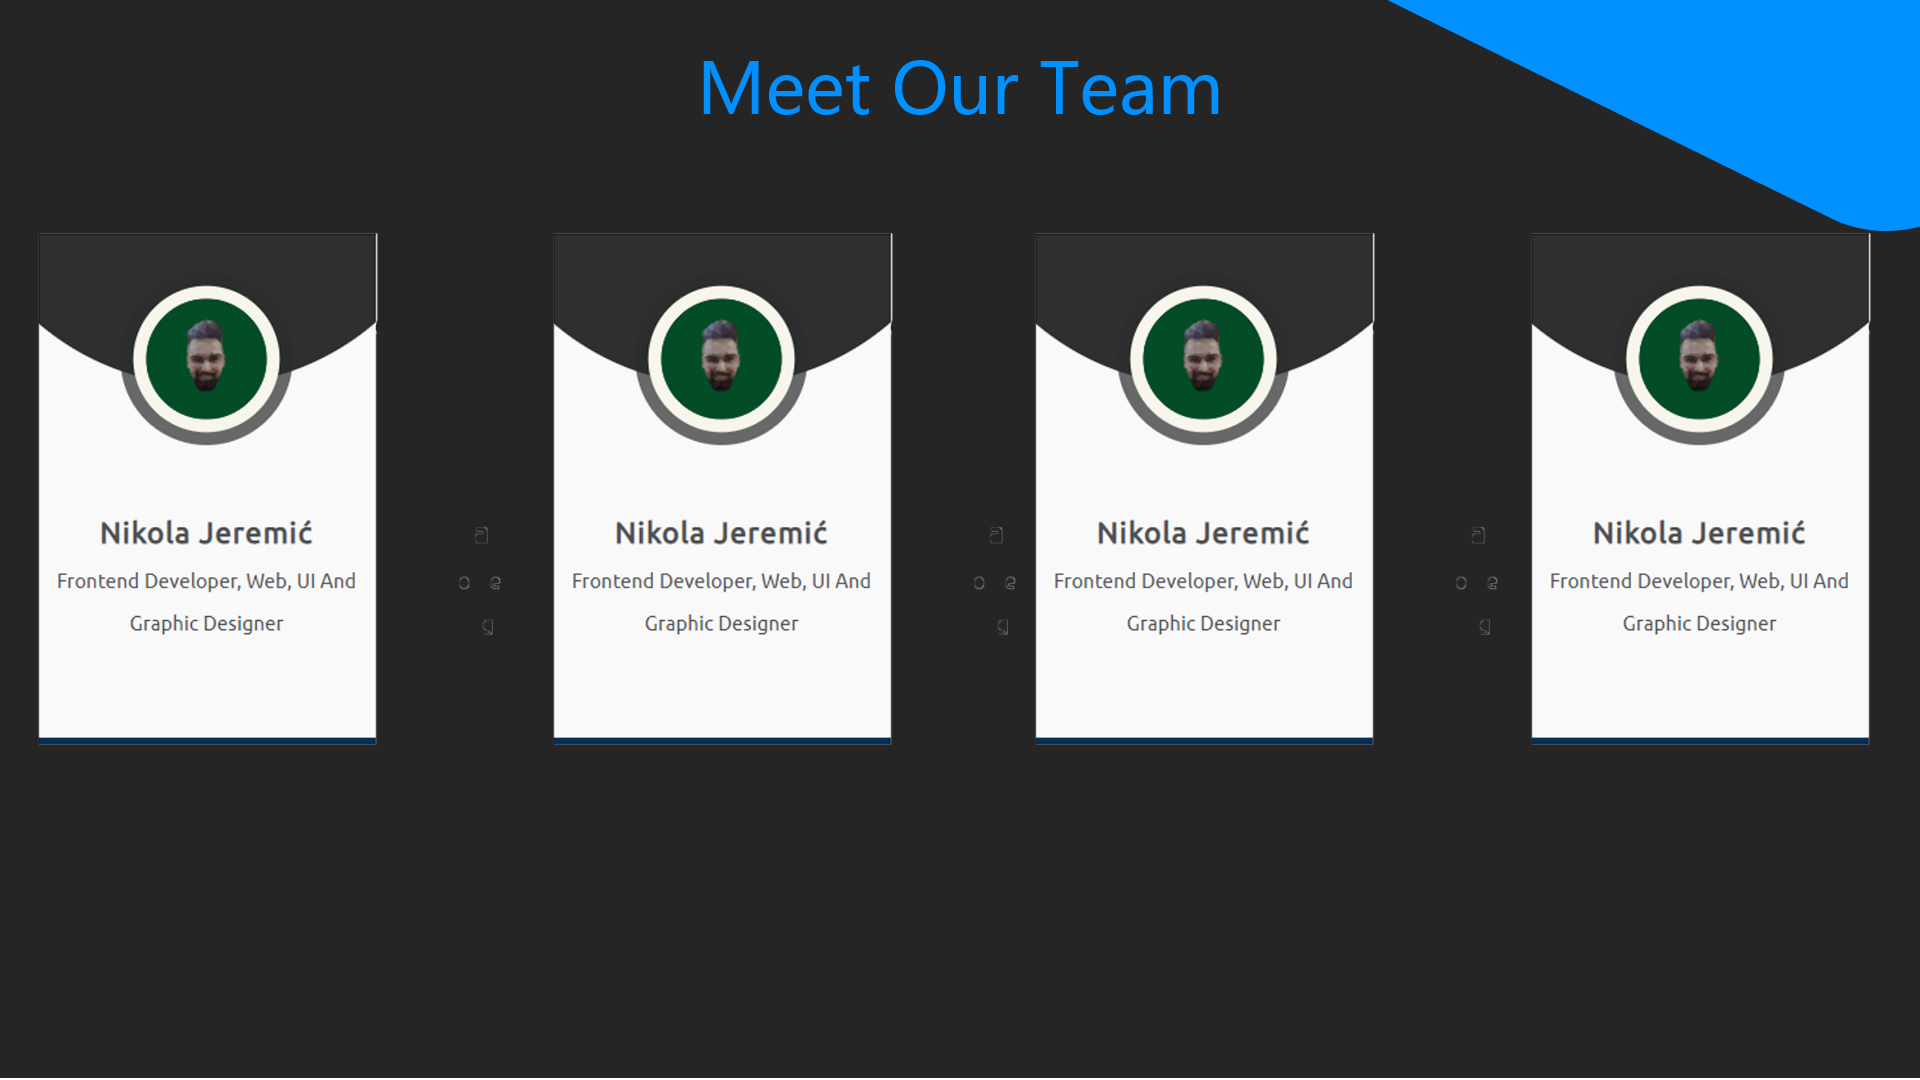 Meet Our Team
Nikola Jeremić
Frontend Developer, Web, UI And
Graphic Designer
Nikola Jeremić
Frontend Developer, Web, UI And
Graphic Designer
Nikola Jeremić
Frontend Developer, Web, UI And
Graphic Designer
Nikola Jeremić
Frontend Developer, Web, UI And
Graphic Designer